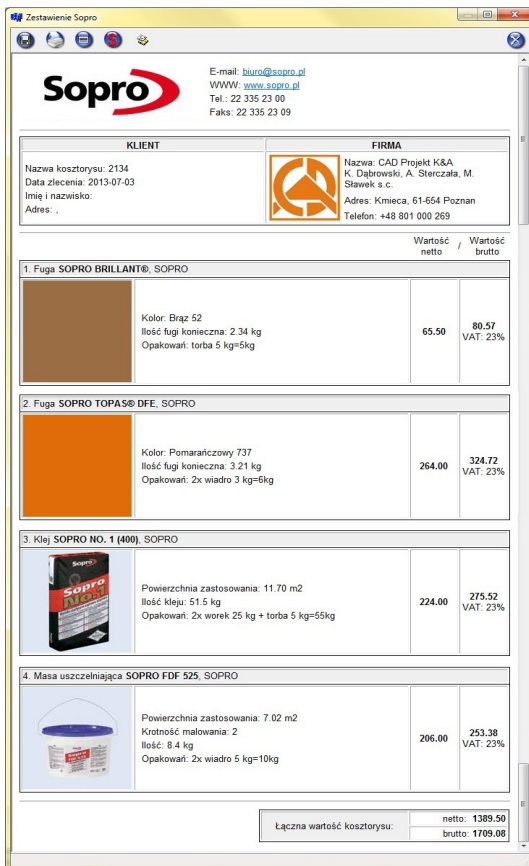 Zestawienie Sopro
Sopro
E-mail: biuro@sopro.pl
WWW: www.sopro.pl
Tel.: 22 335 23 00
Faks: 22 335 23 09
KLIENT
Nazwa kosztorysu: 2134
Data zlecenia: 2013-07-03
Imię i nazwisko:
Adres: ,
FIRMA
Nazwa: CAD Projekt K&A
K. Dąbrowski, A. Sterczała, M.
Sławek s.c.
Adres: Kmieca, 61-654 Poznan
Telefon: +48 801 000 269
Wartość netto / Wartość brutto
1. Fuga SOPRO BRILLANT®, SOPRO
Kolor: Brąz 52
Ilość fugi konieczna: 2.34 kg
Opakowań: torba 5 kg=5kg
65.50
80.57
VAT: 23%
2. Fuga SOPRO TOPAS® DFE, SOPRO
Kolor: Pomarańczowy 737
Ilość fugi konieczna: 3.21 kg
Opakowań: 2x wiadro 3 kg=6kg
264.00
324.72
VAT: 23%
3. Klej SOPRO NO. 1 (400), SOPRO
Sopro
Sopro
No.1
Powierzchnia zastosowania: 11.70 m2
Ilość kleju: 51.5 kg
Opakowań: 2x worek 25 kg + torba 5 kg=55kg
224.00
275.52
VAT: 23%
4. Masa uszczelniająca SOPRO FDF 525, SOPRO
Powierzchnia zastosowania: 7.02 m2
Krotność malowania: 2
Ilość: 8.4 kg
Opakowań: 2x wiadro 5 kg=10kg
206.00
253.38
VAT: 23%
Łączna wartość kosztorysu:
netto: 1389.50
brutto: 1709.08